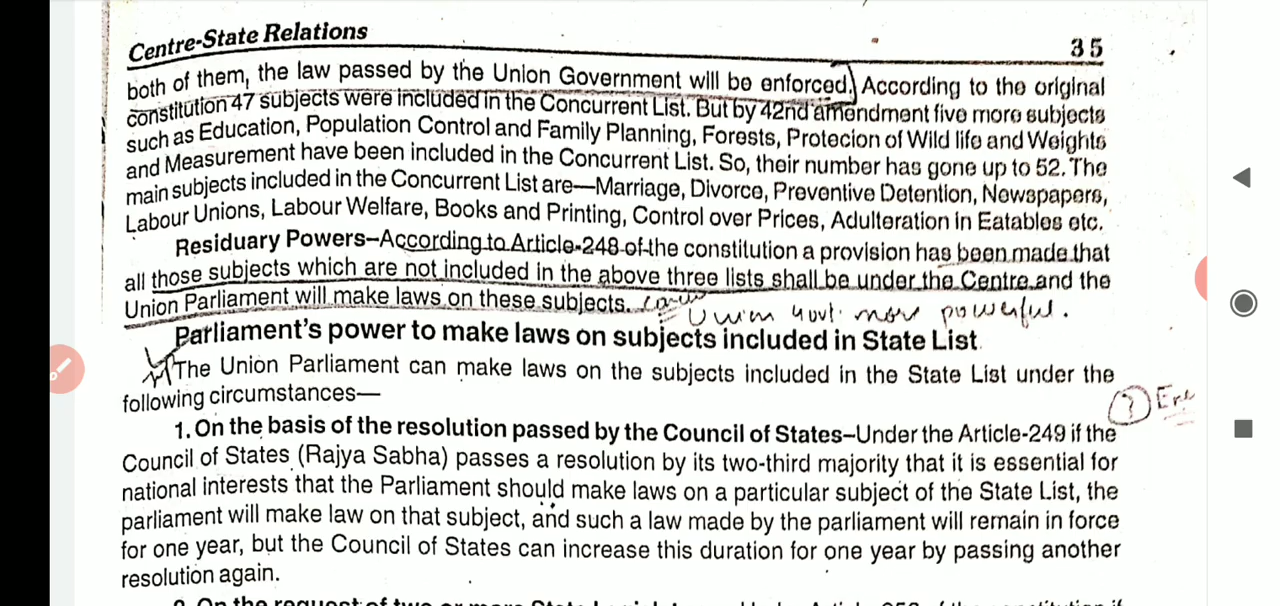 Centre-State Relations 35
both of them, the law passed by the Union Government will be enforced. According to the original
constitution 47 subjects were included in the Concurrent List. But by 42nd amendment five more subjects
such as Education, Population Control and Family Planning, Forests, Protecion of Wild life and Weights
and Measurement have been included in the Concurrent List. So, their number has gone up to 52. The
main subjects included in the Concurrent List are—Marriage, Divorce, Preventive Detention, Newspapers,
Labour Unions, Labour Welfare, Books and Printing, Control over Prices, Adulteration in Eatables etc.
Residuary Powers–According to Article-248 of the constitution a provision has been made that
all those subjects which are not included in the above three lists shall be under the Centre and the
Union Parliament will make laws on these subjects.
Union govt. more powerful.
Parliament's power to make laws on subjects included in State List
The Union Parliament can make laws on the subjects included in the State List under the
following circumstances—
1. On the basis of the resolution passed by the Council of States–Under the Article-249 if the
Council of States (Rajya Sabha) passes a resolution by its two-third majority that it is essential for
national interests that the Parliament should make laws on a particular subject of the State List, the
parliament will make law on that subject, and such a law made by the parliament will remain in force
for one year, but the Council of States can increase this duration for one year by passing another
resolution again.